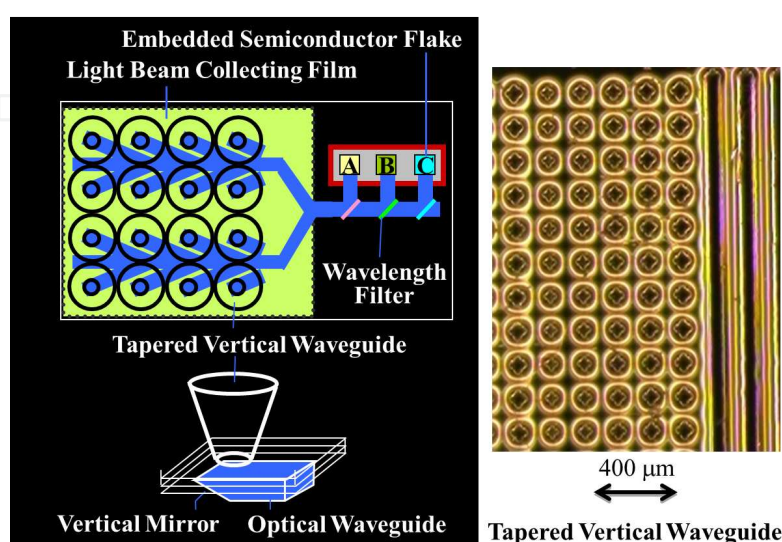 Embedded Semiconductor Flake
Light Beam Collecting Film
A B C
Wavelength
Filter
Tapered Vertical Waveguide
Vertical Mirror
Optical Waveguide
400 μm
Tapered Vertical Waveguide